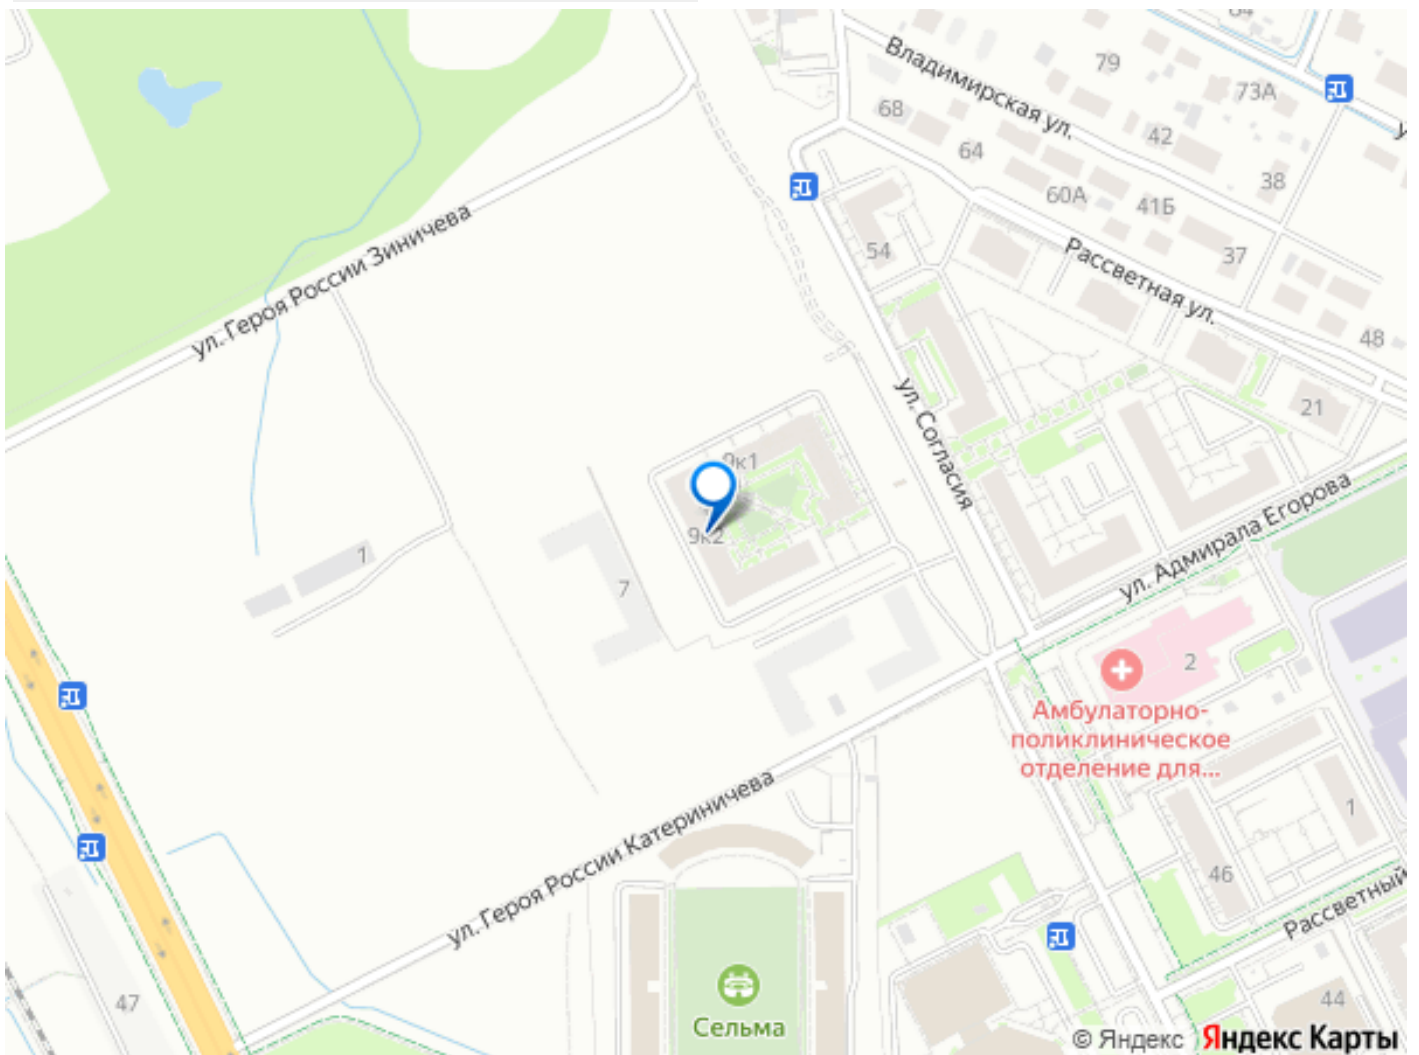 Владимирская ул.
79
73А
68
42
64
38
60А
41Б
54
37
ул. Героя России Зиничева
Рассветная ул.
48
ул. Согласия
21
9к1
9к2
ул. Адмирала Егорова
1
7
2
Амбулаторно-
поликлиническое
отделение для...
ул. Героя России Катериничева
1
46
Рассветный
47
Сельма
44
© Яндекс
Яндекс Карты